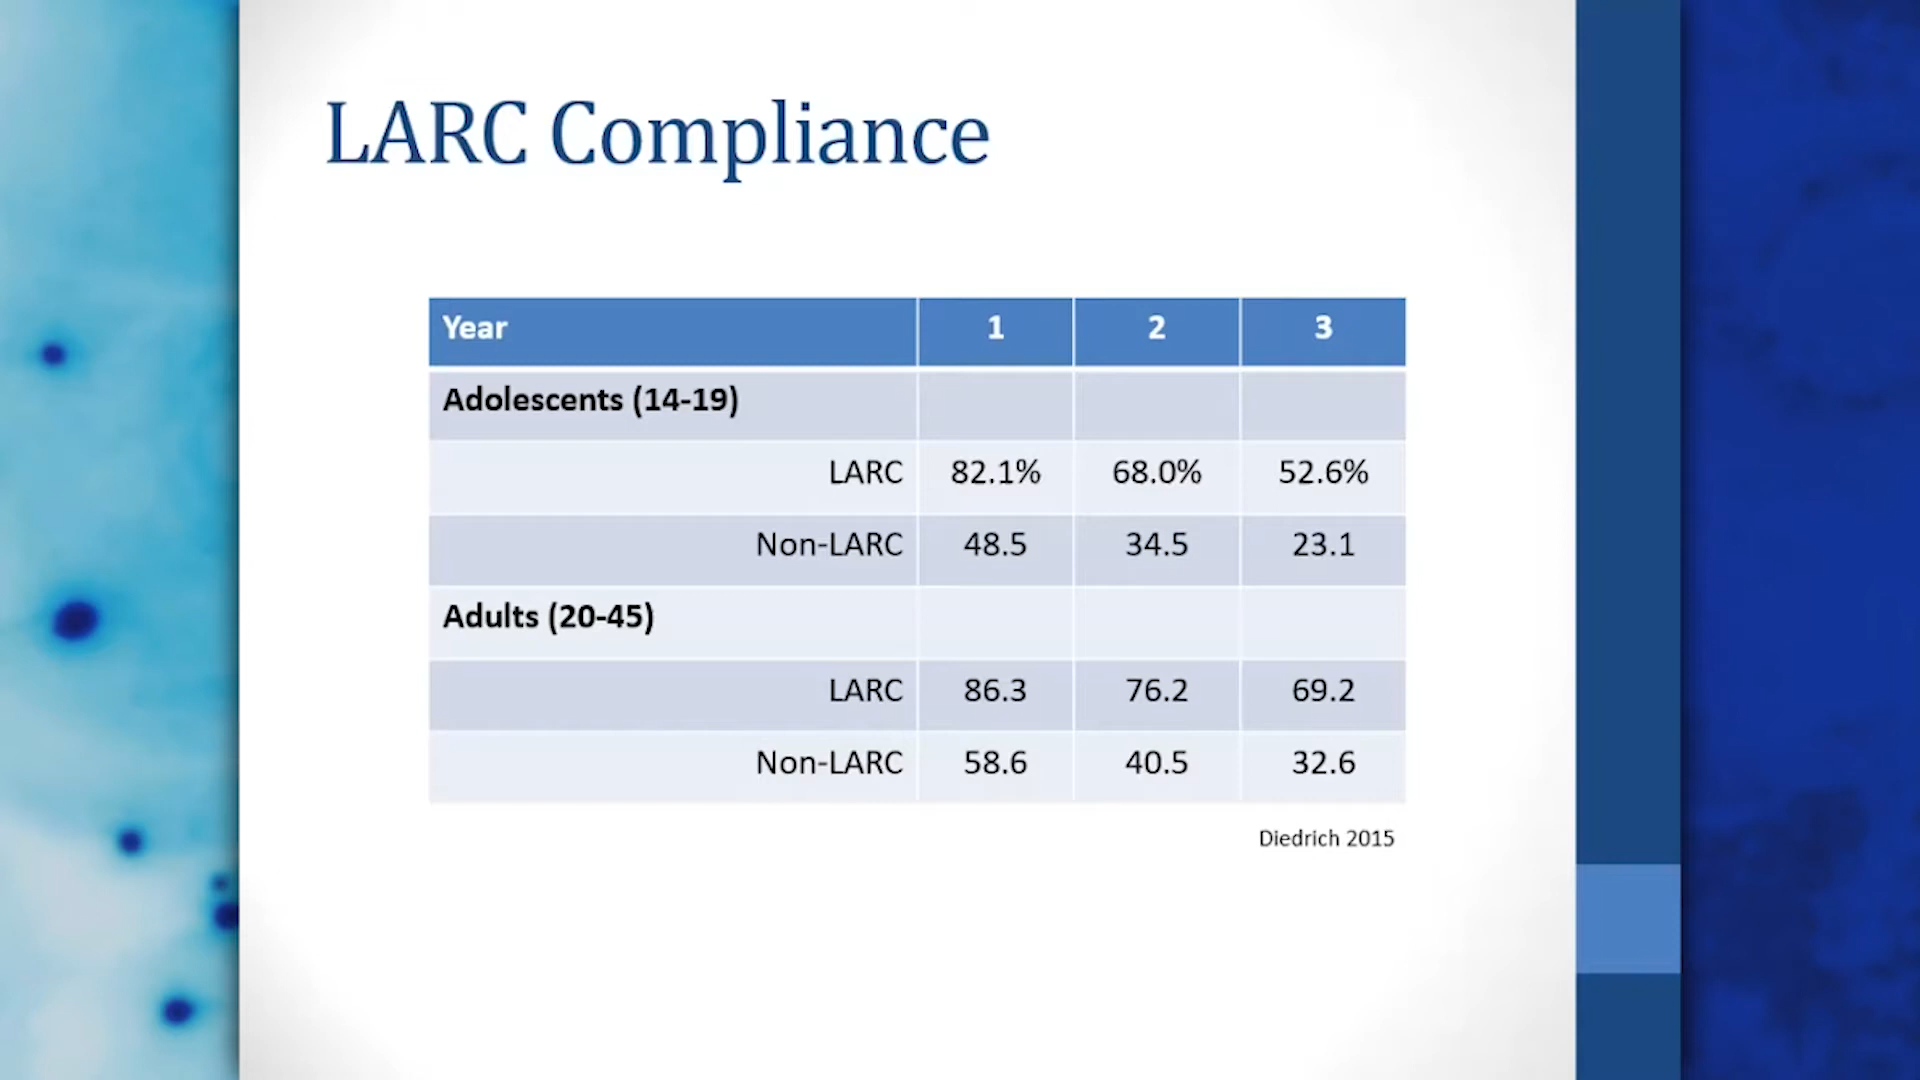 LARC Compliance
Year 1 2 3
Adolescents (14-19)
LARC 82.1% 68.0% 52.6%
Non-LARC 48.5 34.5 23.1
Adults (20-45)
LARC 86.3 76.2 69.2
Non-LARC 58.6 40.5 32.6
Diedrich 2015